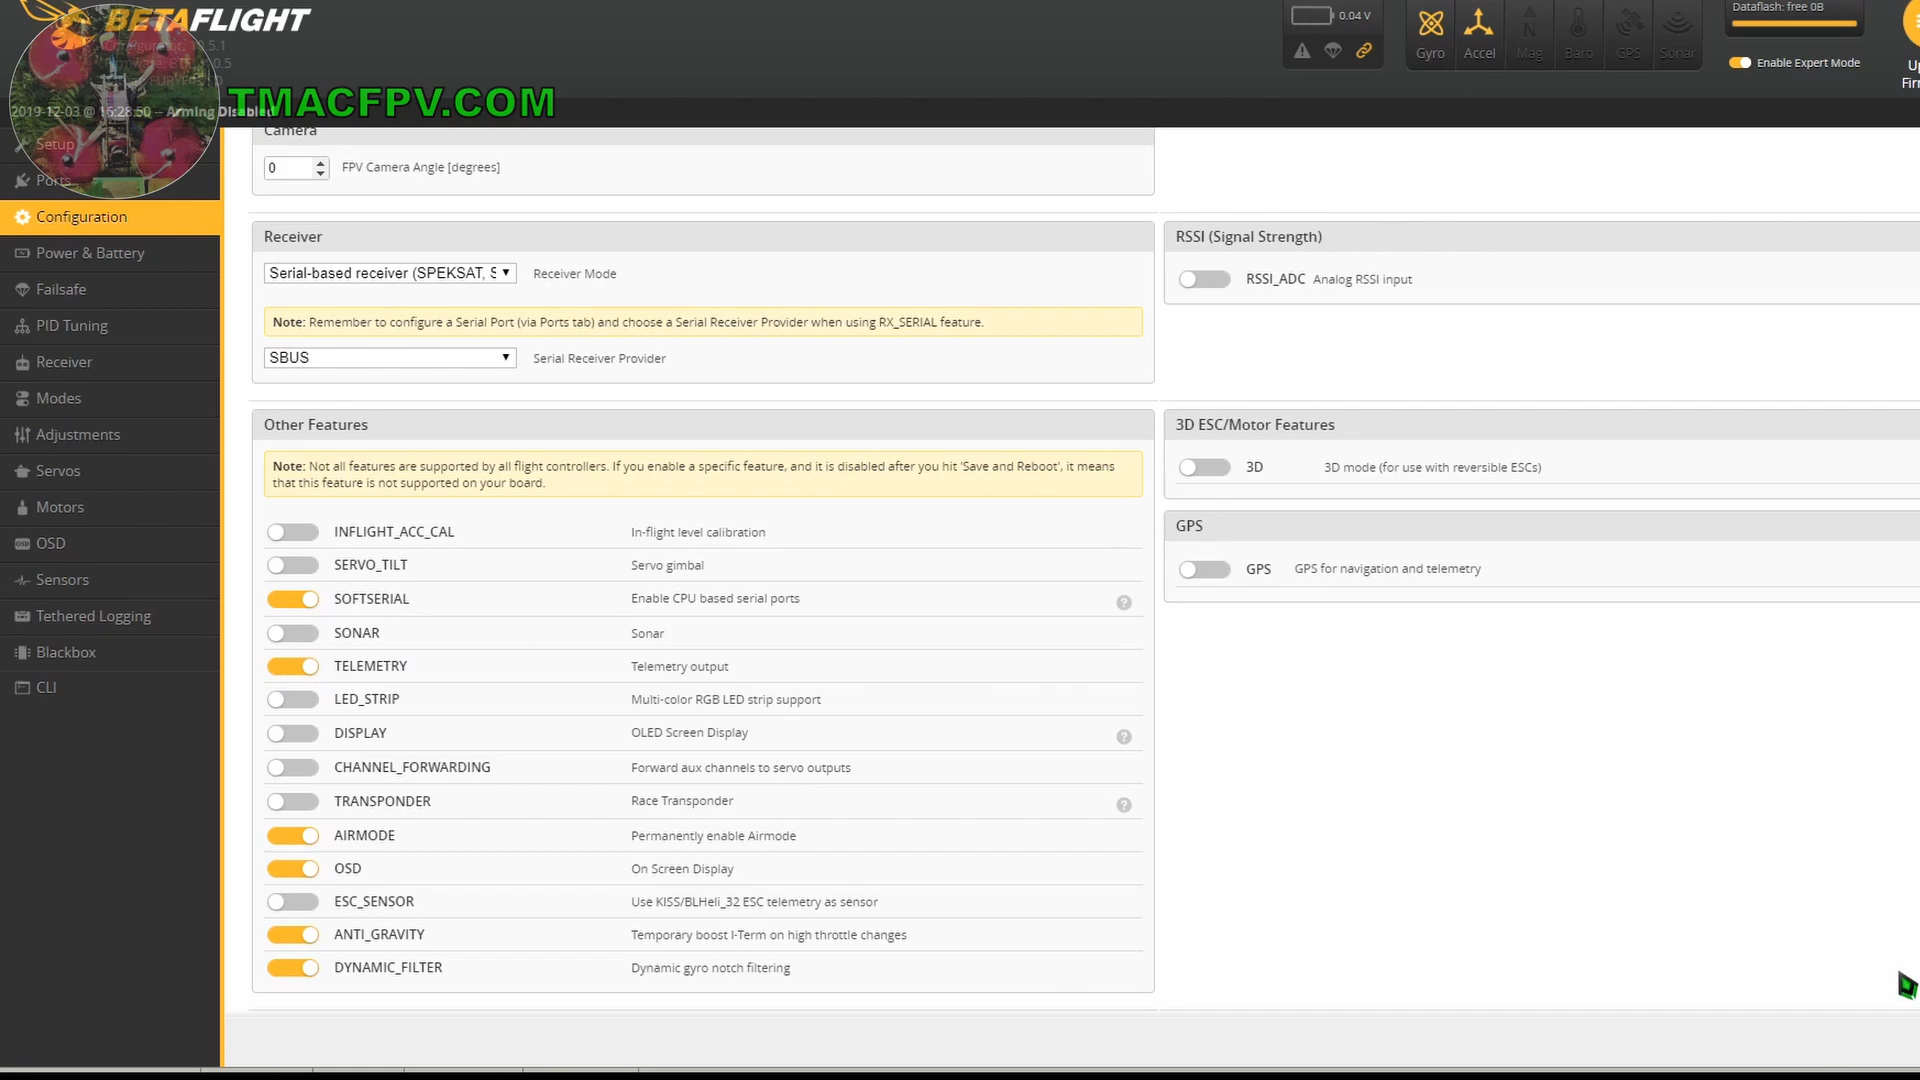 BETAFLIGHT
0.04 V
Dataflash: free 0B
Gyro
Accel
Mag
Baro
GPS
Sonar
Enable Expert Mode
TMACFPV.COM
2019-12-03 @ 16:28:50 -- Arming Disabled
Setup
Ports
Configuration
Power & Battery
Failsafe
PID Tuning
Receiver
Modes
Adjustments
Servos
Motors
OSD
Sensors
Tethered Logging
Blackbox
CLI
Camera
0
FPV Camera Angle [degrees]
Receiver
Serial-based receiver (SPEKSAT, S
Receiver Mode
Note: Remember to configure a Serial Port (via Ports tab) and choose a Serial Receiver Provider when using RX_SERIAL feature.
SBUS
Serial Receiver Provider
RSSI (Signal Strength)
RSSI_ADC Analog RSSI input
Other Features
Note: Not all features are supported by all flight controllers. If you enable a specific feature, and it is disabled after you hit 'Save and Reboot', it means
that this feature is not supported on your board.
INFLIGHT_ACC_CAL In-flight level calibration
SERVO_TILT Servo gimbal
SOFTSERIAL Enable CPU based serial ports
SONAR Sonar
TELEMETRY Telemetry output
LED_STRIP Multi-color RGB LED strip support
DISPLAY OLED Screen Display
CHANNEL_FORWARDING Forward aux channels to servo outputs
TRANSPONDER Race Transponder
AIRMODE Permanently enable Airmode
OSD On Screen Display
ESC_SENSOR Use KISS/BLHeli_32 ESC telemetry as sensor
ANTI_GRAVITY Temporary boost I-Term on high throttle changes
DYNAMIC_FILTER Dynamic gyro notch filtering
3D ESC/Motor Features
3D 3D mode (for use with reversible ESCs)
GPS
GPS GPS for navigation and telemetry